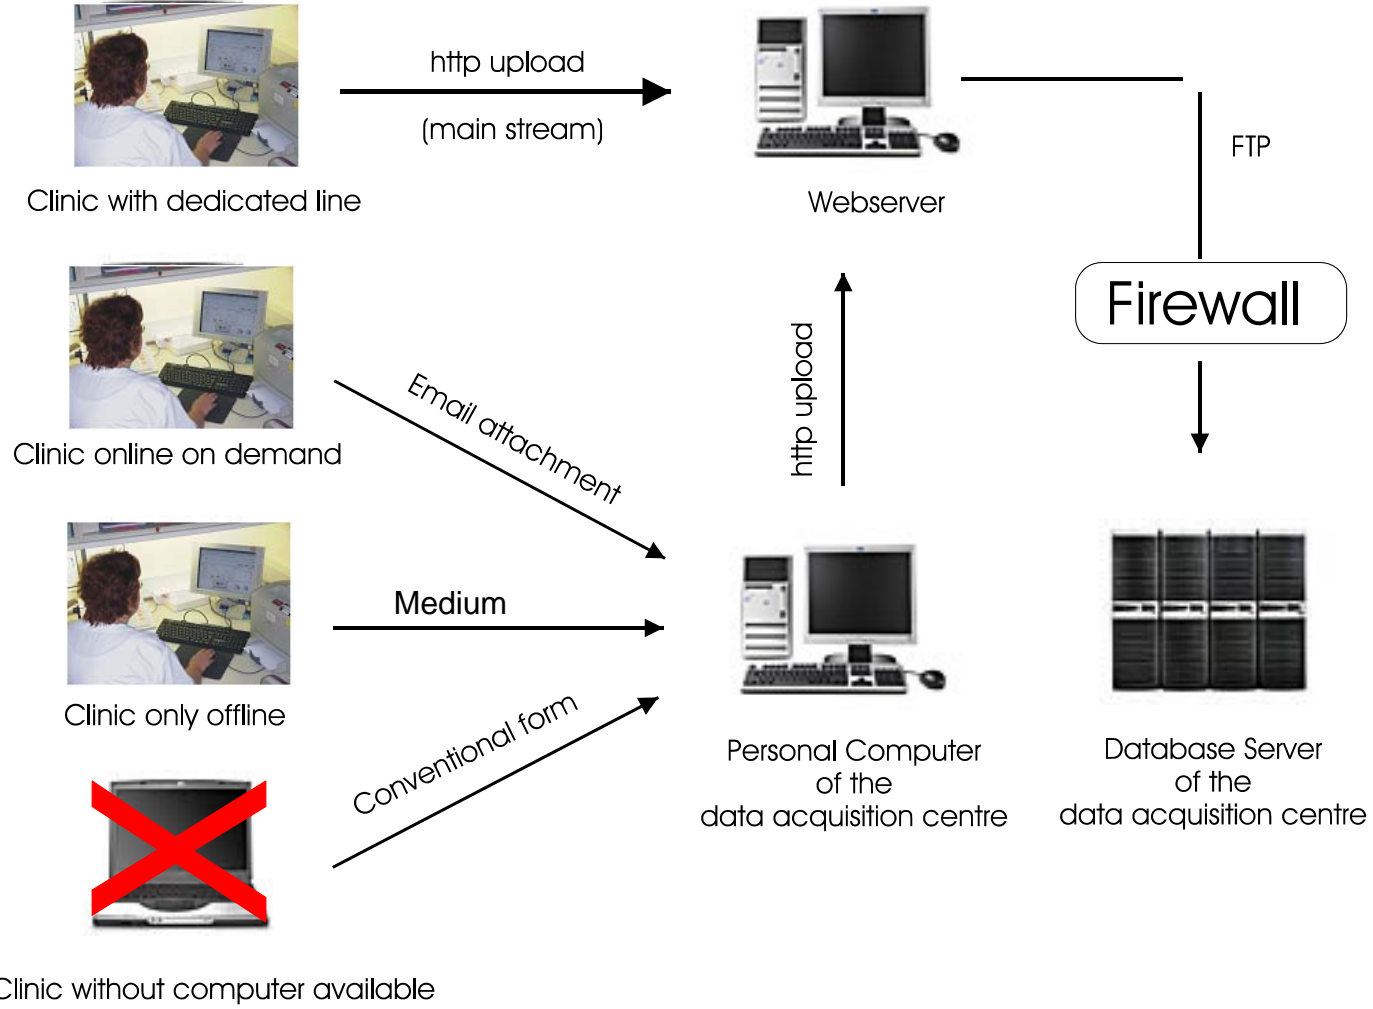 http upload
(main stream)
Clinic with dedicated line
Webserver
FTP
Firewall
http upload
Email attachment
Clinic online on demand
Medium
Clinic only offline
Conventional form
Personal Computer
of the
data acquisition centre
Database Server
of the
data acquisition centre
Clinic without computer available